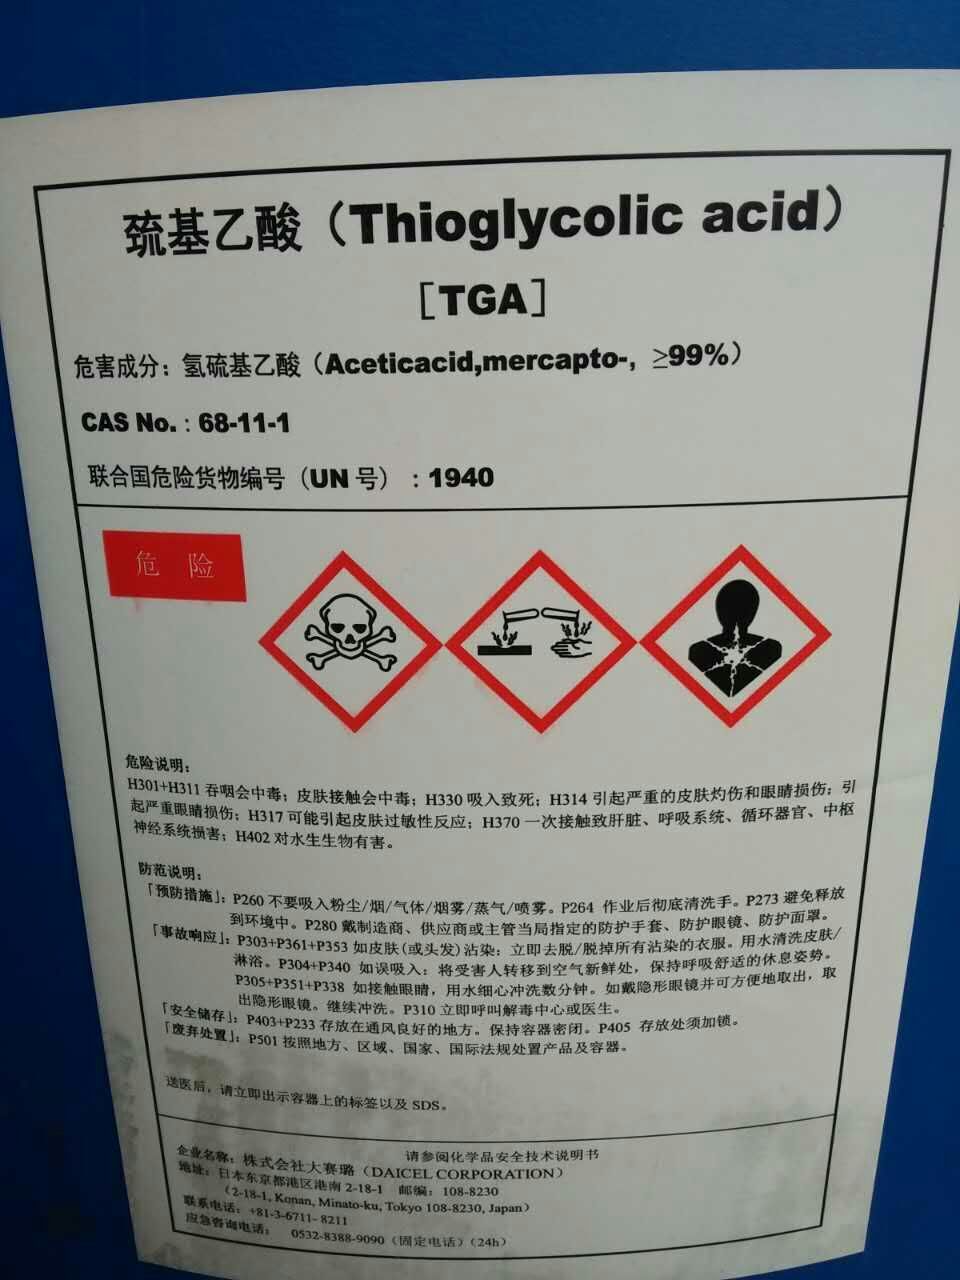 巯基乙酸（Thioglycolic acid）
［TGA］
危害成分：氢硫基乙酸（Aceticacid,mercapto-, ≥99%）
CAS No. : 68-11-1
联合国危险货物编号（UN 号）：1940
危 险
危险说明：
H301+H311 吞咽会中毒；皮肤接触会中毒；H330 吸入致死；H314 引起严重的皮肤灼伤和眼睛损伤；引
起严重眼睛损伤；H317 可能引起皮肤过敏性反应；H370 一次接触致肝脏、呼吸系统、循环器官、中枢
神经系统损害；H402 对水生生物有害。
防范说明：
「预防措施」：P260 不要吸入粉尘/烟/气体/烟雾/蒸气/喷雾。P264 作业后彻底清洗手。P273 避免释放
到环境中。P280 戴制造商、供应商或主管当局指定的防护手套、防护眼镜、防护面罩。
「事故响应」：P303+P361+P353 如皮肤(或头发)沾染：立即去脱/脱掉所有沾染的衣服。用水清洗皮肤/
淋浴。P304+P340 如误吸入：将受害人转移到空气新鲜处，保持呼吸舒适的休息姿势。
P305+P351+P338 如接触眼睛，用水细心冲洗数分钟。如戴隐形眼镜并可方便地取出，取
出隐形眼镜。继续冲洗。P310 立即呼叫解毒中心或医生。
「安全储存」：P403+P233 存放在通风良好的地方。保持容器密闭。P405 存放处须加锁。
「废弃处置」：P501 按照地方、区域、国家、国际法规处置产品及容器。
送医后，请立即出示容器上的标签以及 SDS。
请参阅化学品安全技术说明书
企业名称：株式会社大赛璐（DAICEL CORPORATION）
地址：日本东京都港区港南 2-18-1 邮编：108-8230
（2-18-1, Konan, Minato-ku, Tokyo 108-8230, Japan）
联系电话：+81-3-6711- 8211
应急咨询电话： 0532-8388-9090（固定电话）（24h）